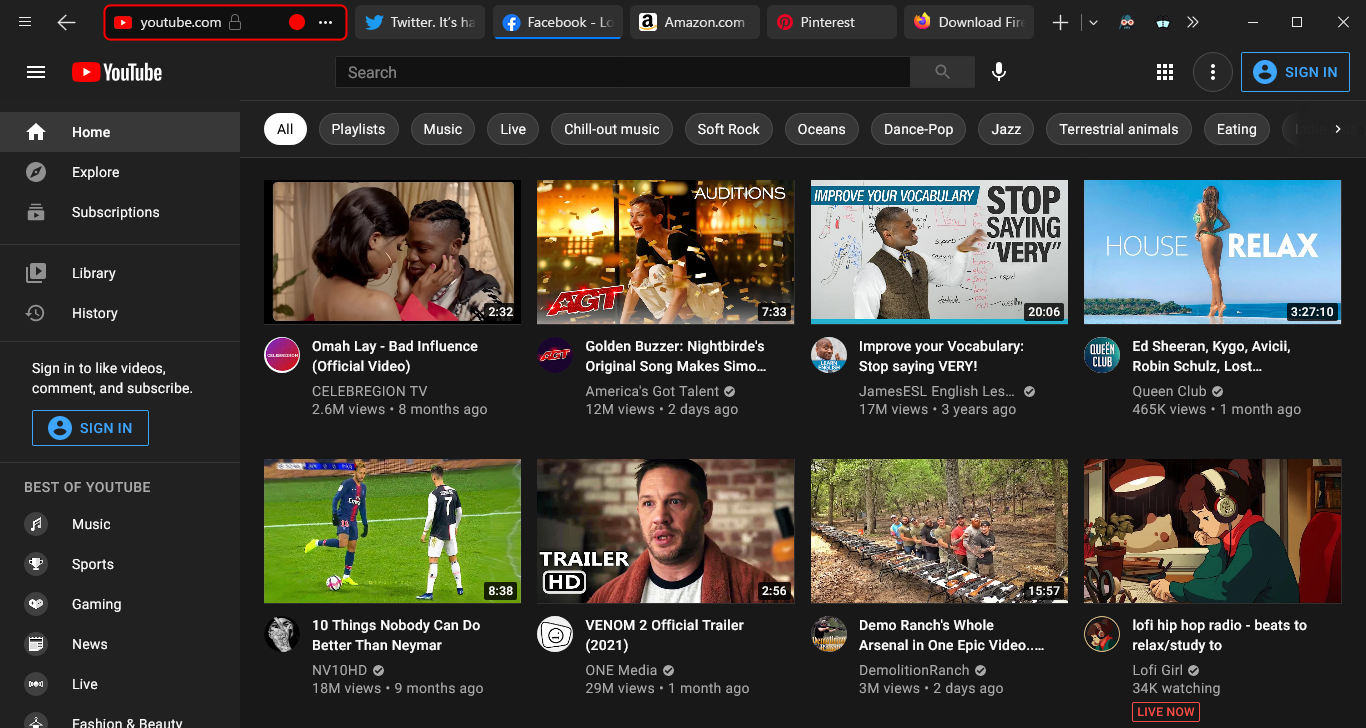 youtube.com
Twitter. It's ha
Facebook - Lo
Amazon.com
Pinterest
Download Fire
YouTube
Search
SIGN IN
Home
Explore
Subscriptions
Library
History
Sign in to like videos,
comment, and subscribe.
SIGN IN
BEST OF YOUTUBE
Music
Sports
Gaming
News
Live
Fashion & Beauty
All
Playlists
Music
Live
Chill-out music
Soft Rock
Oceans
Dance-Pop
Jazz
Terrestrial animals
Eating
2:32
Omah Lay - Bad Influence
(Official Video)
CELEBREGION TV
2.6M views • 8 months ago
AUDITIONS
AGT
7:33
Golden Buzzer: Nightbirde's
Original Song Makes Simo...
America's Got Talent
12M views • 2 days ago
IMPROVE YOUR VOCABULARY
STOP
SAYING
"VERY"
20:06
Improve your Vocabulary:
Stop saying VERY!
JamesESL English Les...
17M views • 3 years ago
HOUSE RELAX
3:27:10
QUEEN
CLUB
Ed Sheeran, Kygo, Avicii,
Robin Schulz, Lost...
Queen Club
465K views • 1 month ago
7
8:38
10 Things Nobody Can Do
Better Than Neymar
NV10HD
18M views • 9 months ago
TRAILER
HD
2:56
VENOM 2 Official Trailer
(2021)
ONE Media
29M views • 1 month ago
15:57
Demo Ranch's Whole
Arsenal in One Epic Video.…
DemolitionRanch
3M views • 2 days ago
lofi hip hop radio - beats to
relax/study to
Lofi Girl
34K watching
LIVE NOW